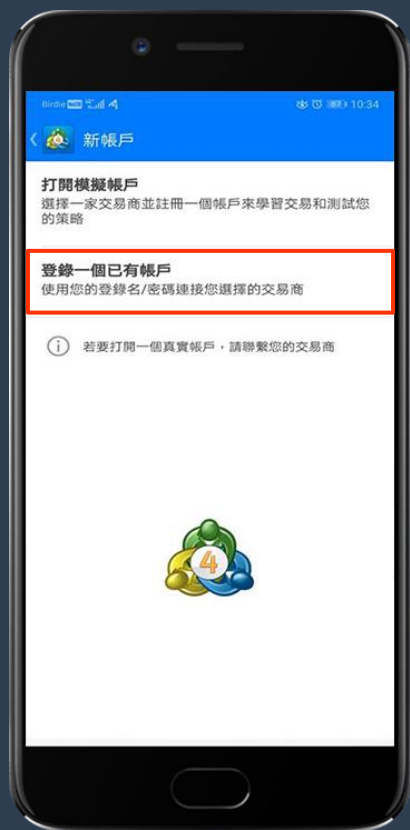 Birdie 10:34
新帳戶
打開模擬帳戶
選擇一家交易商並註冊一個帳戶來學習交易和測試您
的策略
登錄一個已有帳戶
使用您的登錄名/密碼連接您選擇的交易商
若要打開一個真實帳戶，請聯繫您的交易商
4